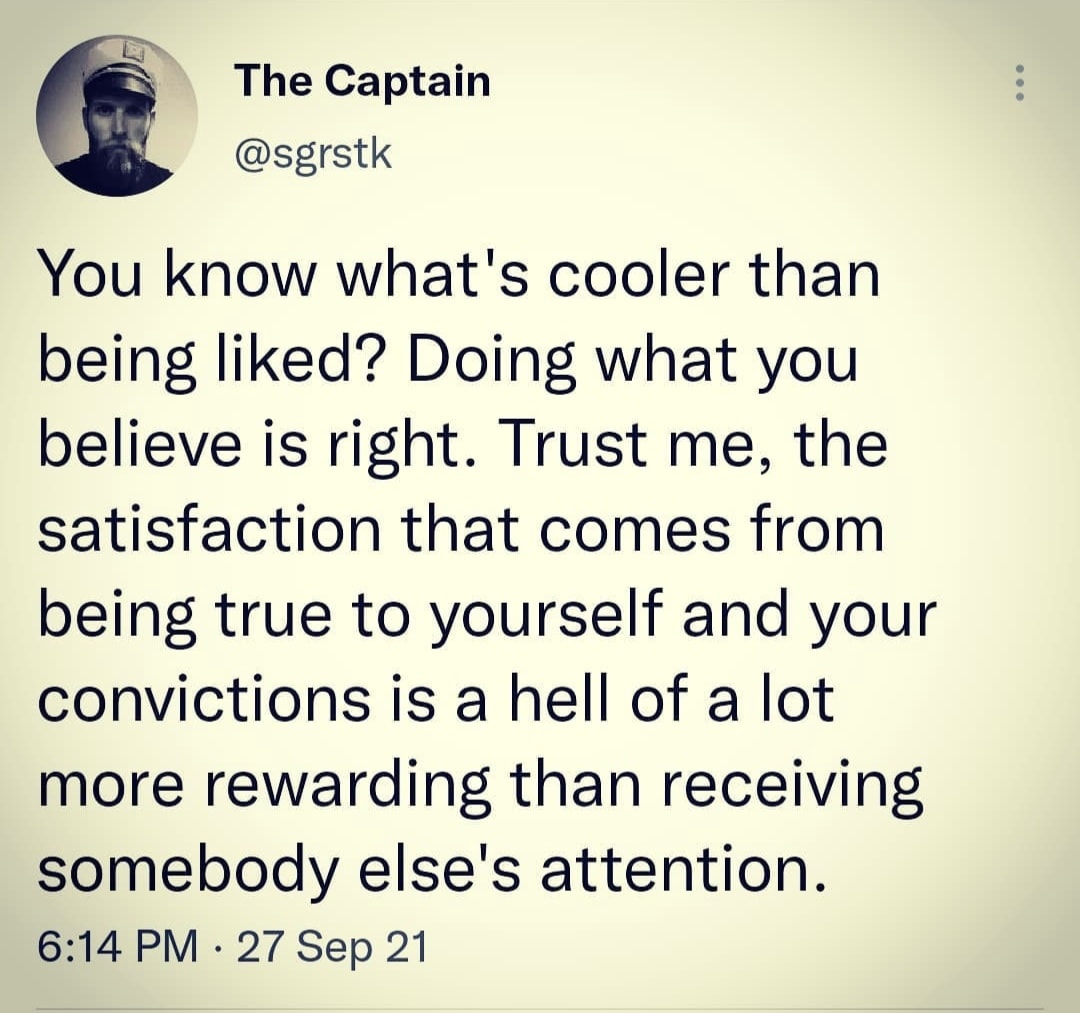 The Captain
@sgrstk
You know what's cooler than
being liked? Doing what you
believe is right. Trust me, the
satisfaction that comes from
being true to yourself and your
convictions is a hell of a lot
more rewarding than receiving
somebody else's attention.
6:14 PM · 27 Sep 21